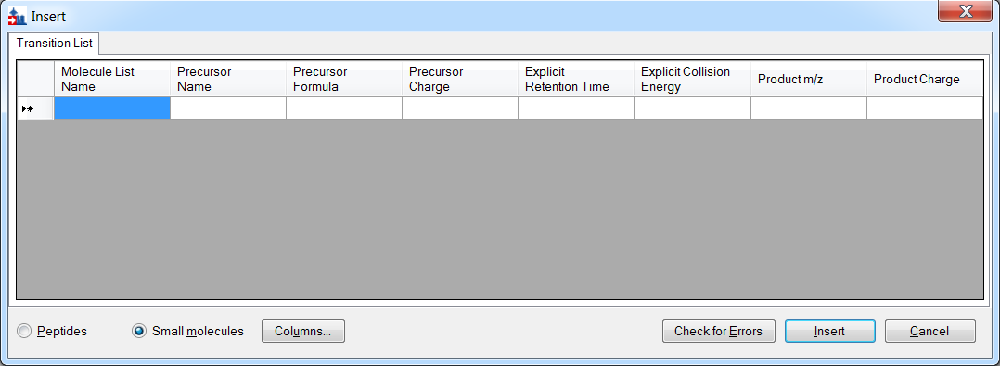 Insert
Transition List
Molecule List Name
Precursor Name
Precursor Formula
Precursor Charge
Explicit Retention Time
Explicit Collision Energy
Product m/z
Product Charge
Peptides
Small molecules
Columns...
Check for Errors
Insert
Cancel